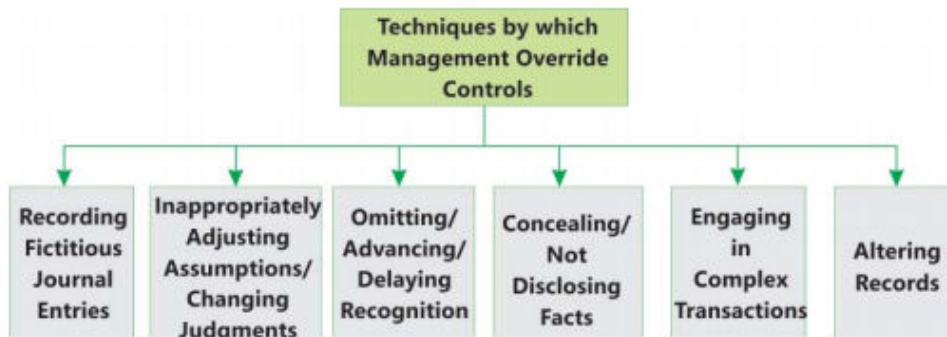 Techniques by which
Management Override
Controls
Recording
Fictitious
Journal
Entries
Inappropriately
Adjusting
Assumptions/
Changing
Judgments
Omitting/
Advancing/
Delaying
Recognition
Concealing/
Not
Disclosing
Facts
Engaging
in
Complex
Transactions
Altering
Records